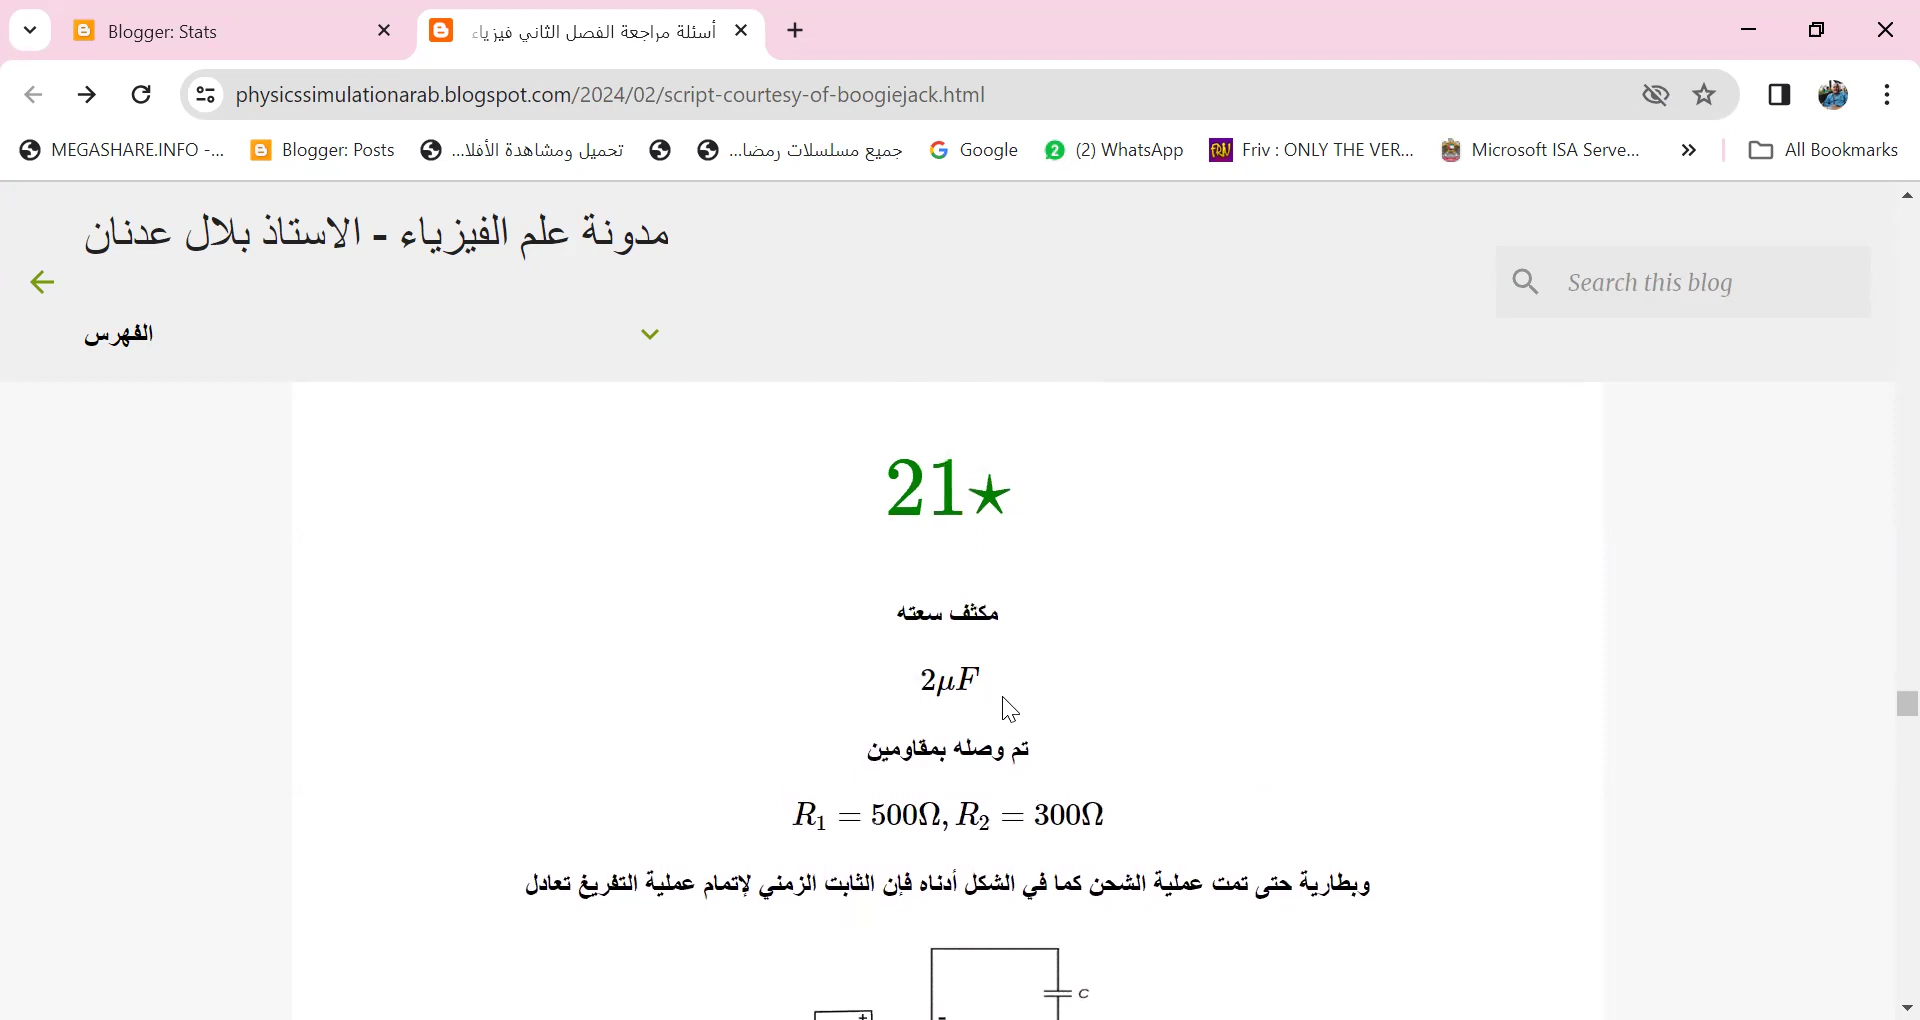 Blogger: Stats
أسئلة مراجعة الفصل الثاني فيزياء
physicssimulationarab.blogspot.com/2024/02/script-courtesy-of-boogiejack.html
MEGASHARE.INFO -...
Blogger: Posts
تحميل ومشاهدة الأفلا...
جميع مسلسلات رمضا...
Google
2
(2) WhatsApp
FRIV
Friv : ONLY THE VER...
Microsoft ISA Serve...
»
All Bookmarks
مدونة علم الفيزياء - الاستاذ بلال عدنان
Search this blog
الفهرس
21★
مكثف سعته
2μF
تم وصله بمقاومين
R₁ = 500Ω, R₂ = 300Ω
وبطارية حتى تمت عملية الشحن كما في الشكل أدناه فإن الثابت الزمني لإتمام عملية التفريغ تعادل
C
+
-